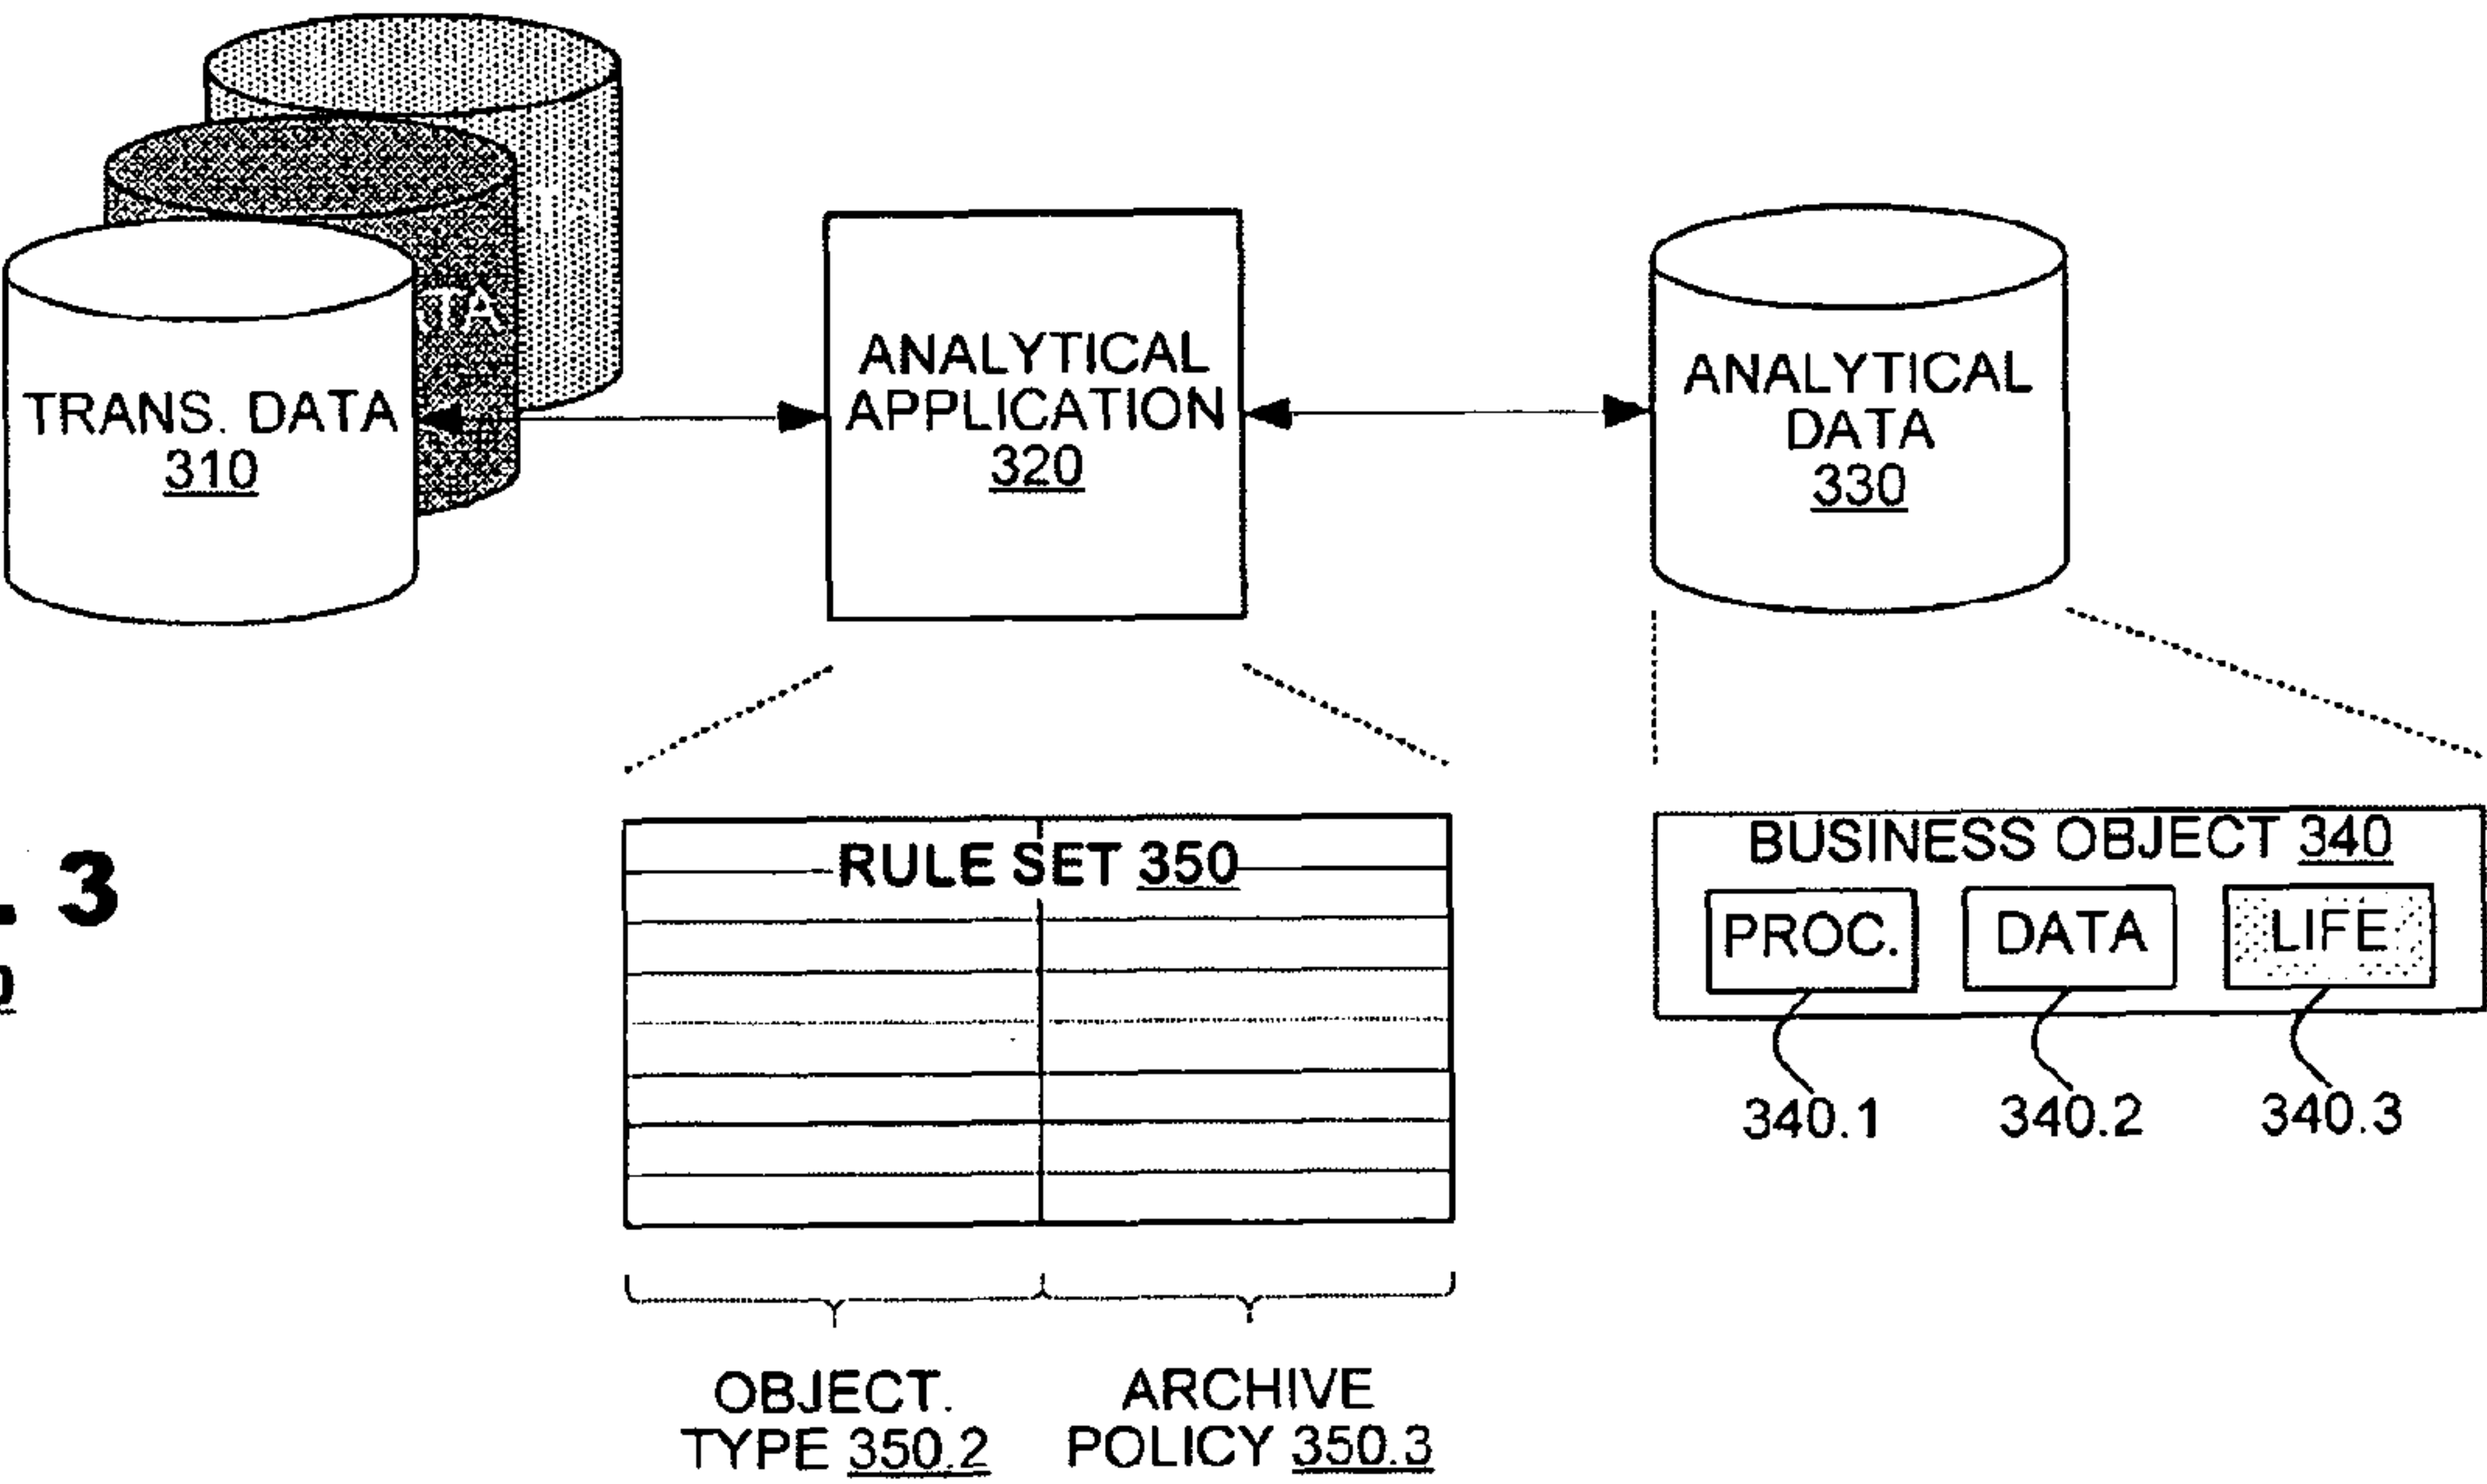 TA
TRANS. DATA
310
ANALYTICAL
APPLICATION
320
ANALYTICAL
DATA
330
. 3
RULE SET 350
BUSINESS OBJECT 340
PROC.
DATA
LIFE
340.1
340.2
340.3
OBJECT.
TYPE 350.2
ARCHIVE
POLICY 350.3